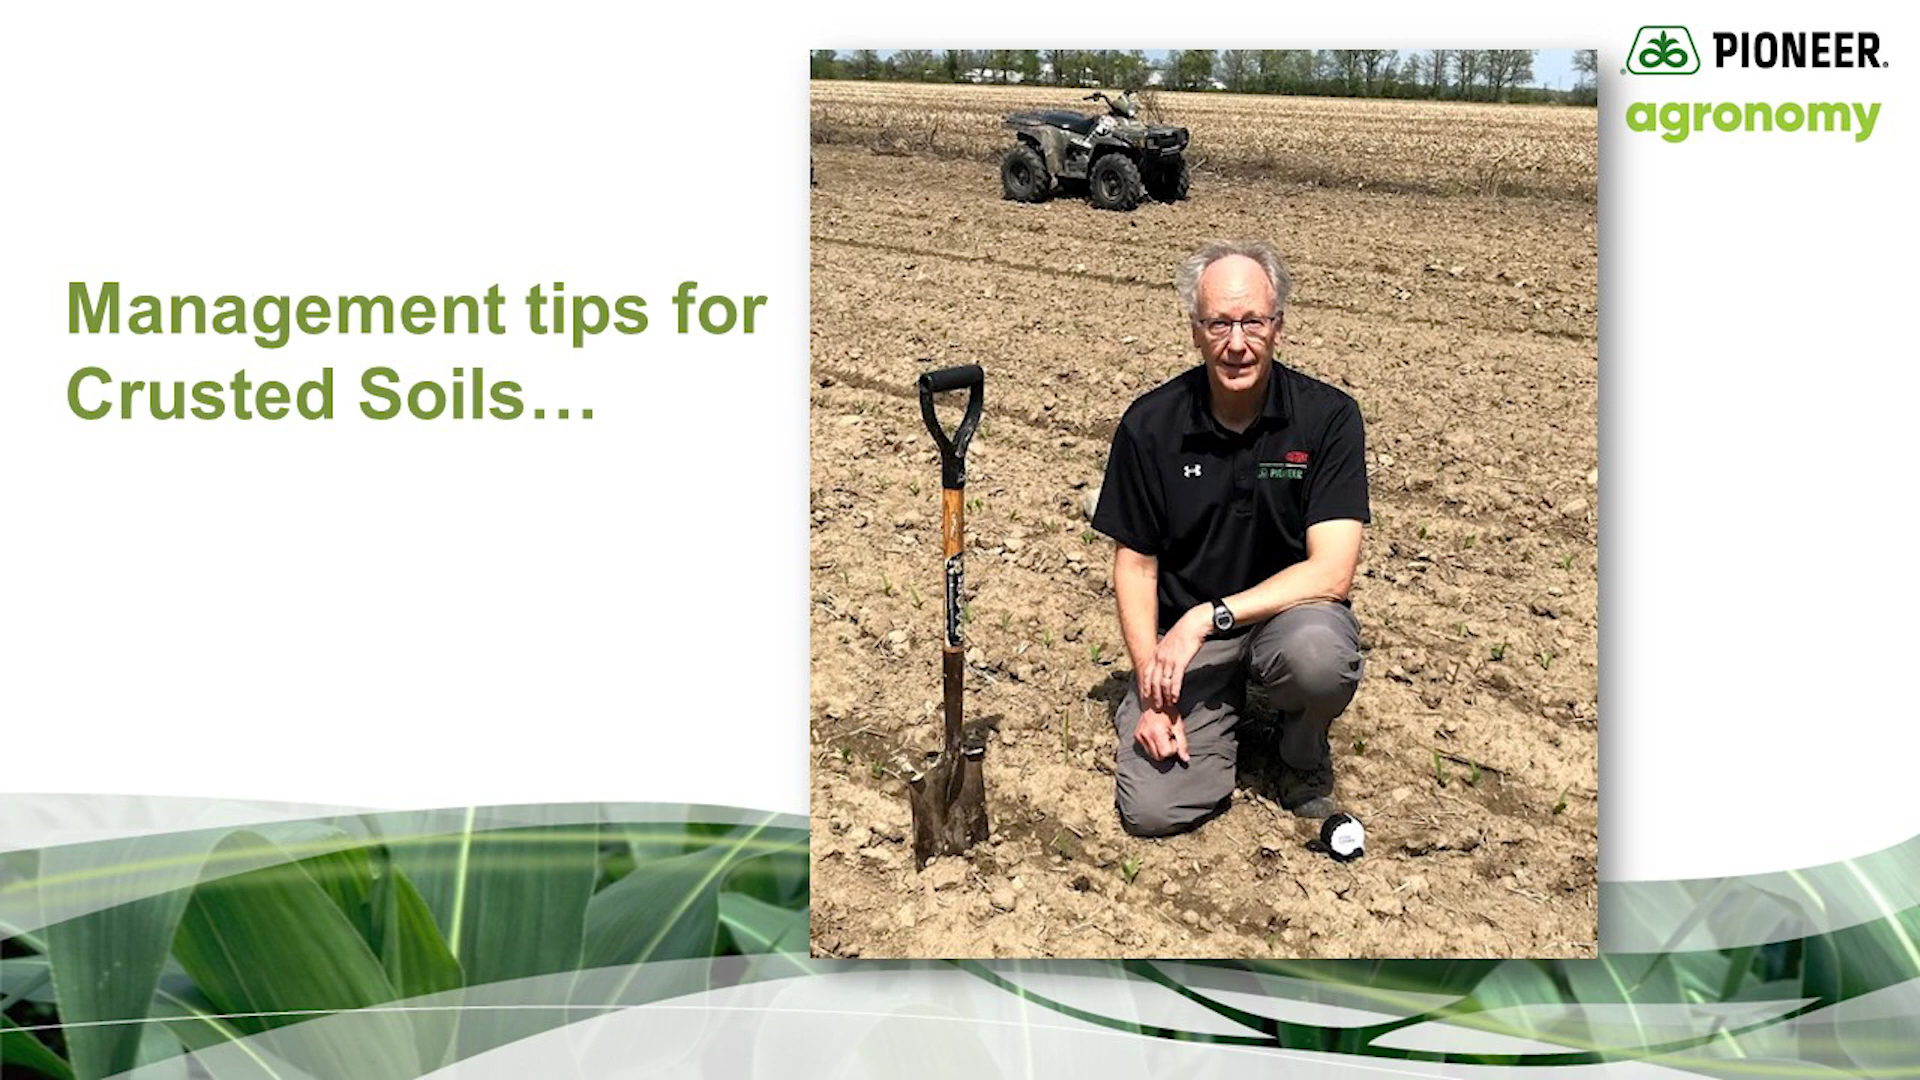 PIONEER.
agronomy
Management tips for
Crusted Soils…
PIONEER